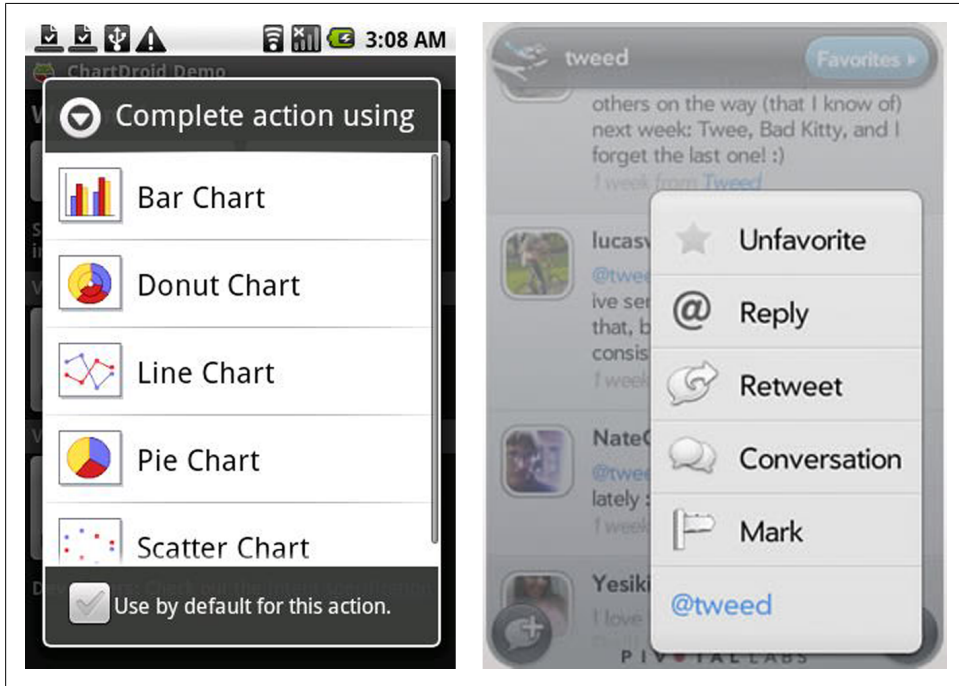 3:08 AM
ChartDroid Demo
Complete action using
Bar Chart
Donut Chart
Line Chart
Pie Chart
Scatter Chart
Use by default for this action.
tweed
Favorites
others on the way (that I know of)
next week: Twee, Bad Kitty, and I
forget the last one! :)
1 week from Tweed
lucasv
@twee
ive ser
that, b
consis
1 week
NateC
@twee
lately :
1 week
Yesiki
I love
Unfavorite
Reply
Retweet
Conversation
Mark
@tweed
PIVOTAL LABS